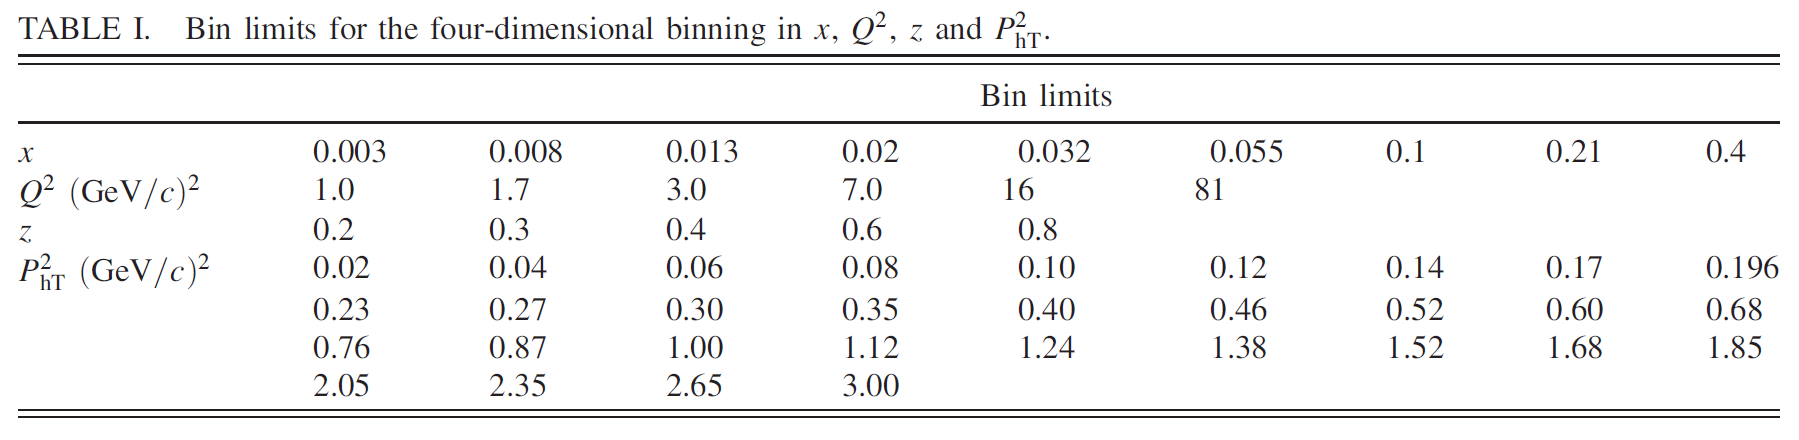 TABLE I. Bin limits for the four-dimensional binning in x, Q², z and P²hT.
Bin limits
x 0.003 0.008 0.013 0.02 0.032 0.055 0.1 0.21 0.4
Q² (GeV/c)² 1.0 1.7 3.0 7.0 16 81
z 0.2 0.3 0.4 0.6 0.8
P²hT (GeV/c)² 0.02 0.04 0.06 0.08 0.10 0.12 0.14 0.17 0.196
0.23 0.27 0.30 0.35 0.40 0.46 0.52 0.60 0.68
0.76 0.87 1.00 1.12 1.24 1.38 1.52 1.68 1.85
2.05 2.35 2.65 3.00